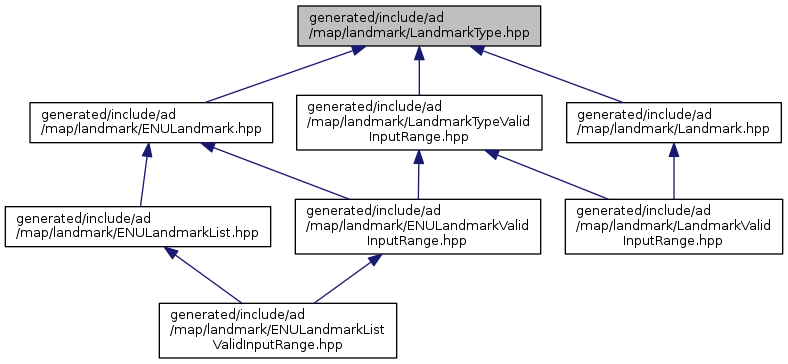 generated/include/ad
/map/landmark/LandmarkType.hpp
generated/include/ad
/map/landmark/ENULandmark.hpp
generated/include/ad
/map/landmark/LandmarkTypeValid
InputRange.hpp
generated/include/ad
/map/landmark/Landmark.hpp
generated/include/ad
/map/landmark/ENULandmarkList.hpp
generated/include/ad
/map/landmark/ENULandmarkValid
InputRange.hpp
generated/include/ad
/map/landmark/LandmarkValid
InputRange.hpp
generated/include/ad
/map/landmark/ENULandmarkList
ValidInputRange.hpp